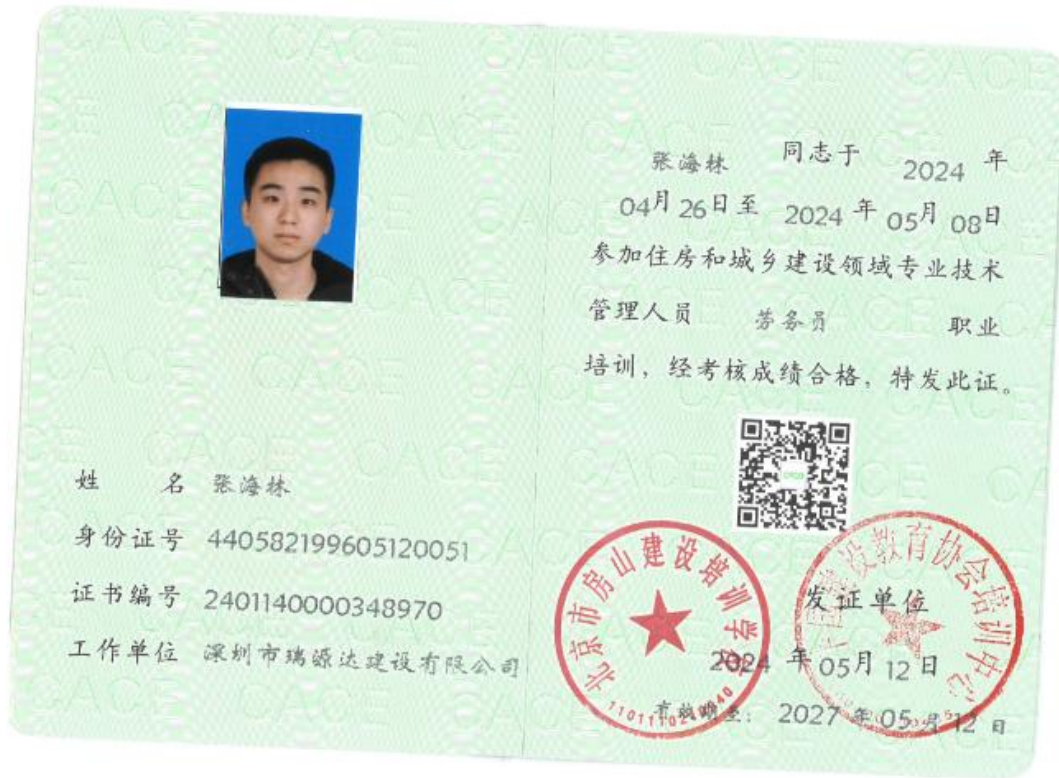 姓 名 张海林
身份证号 440582199605120051
证书编号 2401140000348970
工作单位 深圳市瑞源达建设有限公司
张海林 同志于 2024 年
04月 26日至 2024 年 05月 08日
参加住房和城乡建设领域专业技术
管理人员 劳务员 职业
培训，经考核成绩合格，特发此证。
发证单位
2024 年 05月 12 日
有效期至： 2027 年 05 月 12 日
北京市房山建设培训学校
中国建设教育协会培训中心
CACE